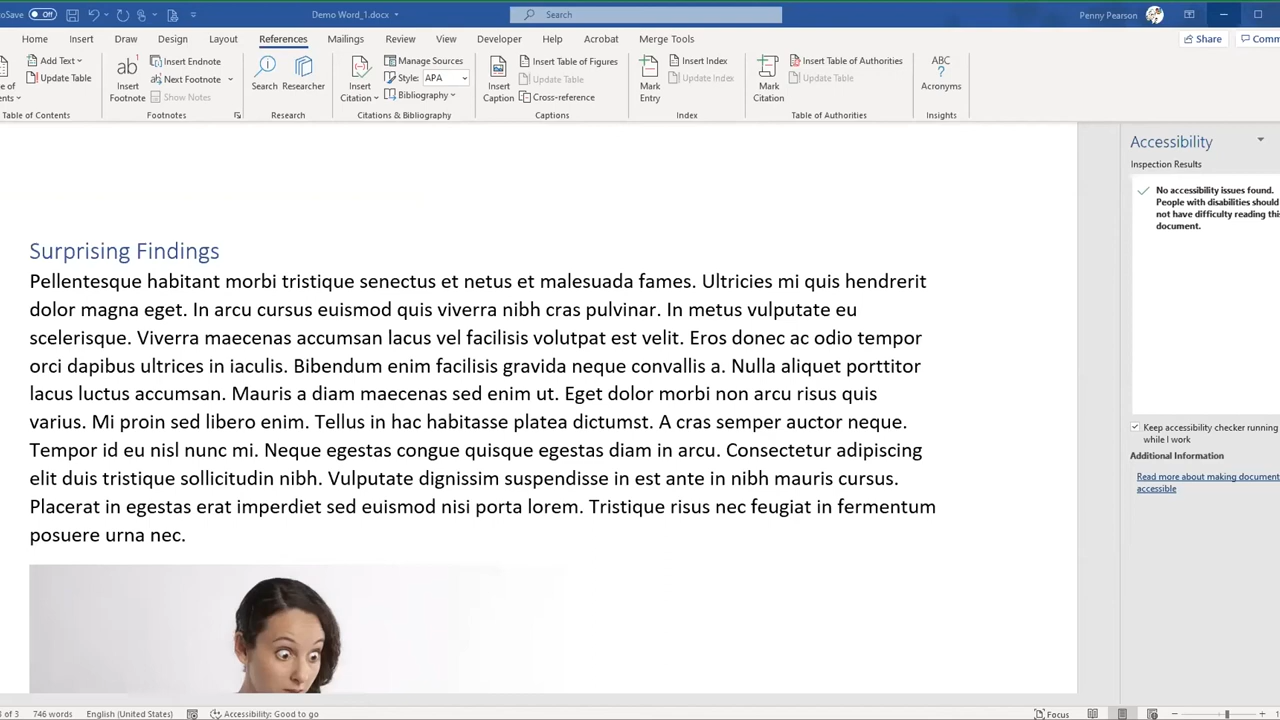 oSave Off Demo Word_1.docx Search Penny Pearson
Home Insert Draw Design Layout References Mailings Review View Developer Help Acrobat Merge Tools Share Comm
Add Text Insert Endnote Manage Sources Insert Table of Figures Insert Index Insert Table of Authorities
Update Table Next Footnote Style: APA Update Table Update Index Update Table
Show Notes Bibliography Cross-reference
e of
ents
Insert
Footnote
Search Researcher
Insert
Citation
Insert
Caption
Mark
Entry
Mark
Citation
Acronyms
Table of Contents Footnotes Research Citations & Bibliography Captions Index Table of Authorities Insights
Surprising Findings
Pellentesque habitant morbi tristique senectus et netus et malesuada fames. Ultricies mi quis hendrerit
dolor magna eget. In arcu cursus euismod quis viverra nibh cras pulvinar. In metus vulputate eu
scelerisque. Viverra maecenas accumsan lacus vel facilisis volutpat est velit. Eros donec ac odio tempor
orci dapibus ultrices in iaculis. Bibendum enim facilisis gravida neque convallis a. Nulla aliquet porttitor
lacus luctus accumsan. Mauris a diam maecenas sed enim ut. Eget dolor morbi non arcu risus quis
varius. Mi proin sed libero enim. Tellus in hac habitasse platea dictumst. A cras semper auctor neque.
Tempor id eu nisl nunc mi. Neque egestas congue quisque egestas diam in arcu. Consectetur adipiscing
elit duis tristique sollicitudin nibh. Vulputate dignissim suspendisse in est ante in nibh mauris cursus.
Placerat in egestas erat imperdiet sed euismod nisi porta lorem. Tristique risus nec feugiat in fermentum
posuere urna nec.
Accessibility
Inspection Results
No accessibility issues found.
People with disabilities should
not have difficulty reading this
document.
Keep accessibility checker running
while I work
Additional Information
Read more about making document
accessible
of 3 746 words English (United States) Accessibility: Good to go Focus